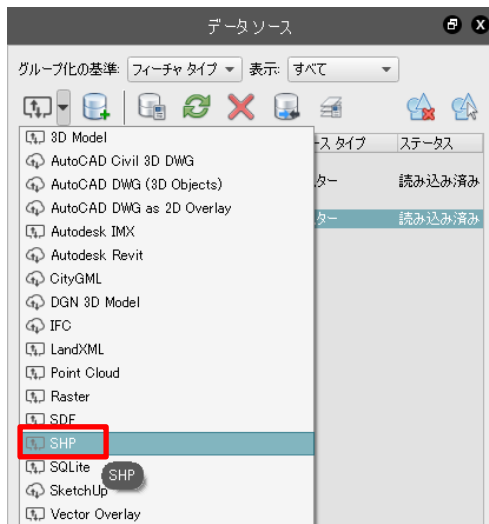 データ ソース
グループ化の基準: フィーチャ タイプ 表示: すべて
ース タイプ ステータス
3D Model
AutoCAD Civil 3D DWG
AutoCAD DWG (3D Objects)
ター 読み込み済み
AutoCAD DWG as 2D Overlay
ター 読み込み済み
Autodesk IMX
Autodesk Revit
CityGML
DGN 3D Model
IFC
LandXML
Point Cloud
Raster
SDF
SHP
SQLite
SHP
SketchUp
Vector Overlay